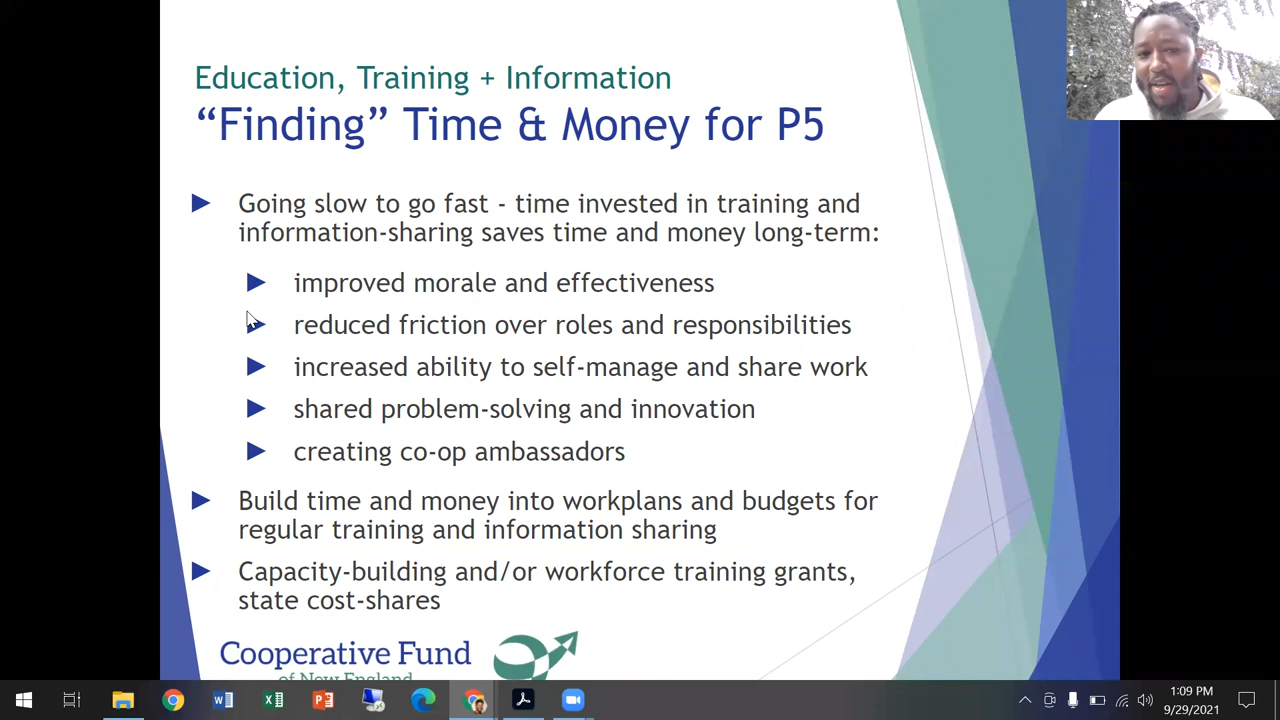 Education, Training + Information
“Finding” Time & Money for P5
Going slow to go fast - time invested in training and
information-sharing saves time and money long-term:
improved morale and effectiveness
reduced friction over roles and responsibilities
increased ability to self-manage and share work
shared problem-solving and innovation
creating co-op ambassadors
Build time and money into workplans and budgets for
regular training and information sharing
Capacity-building and/or workforce training grants,
state cost-shares
Cooperative Fund
of New England
1:09 PM
9/29/2021